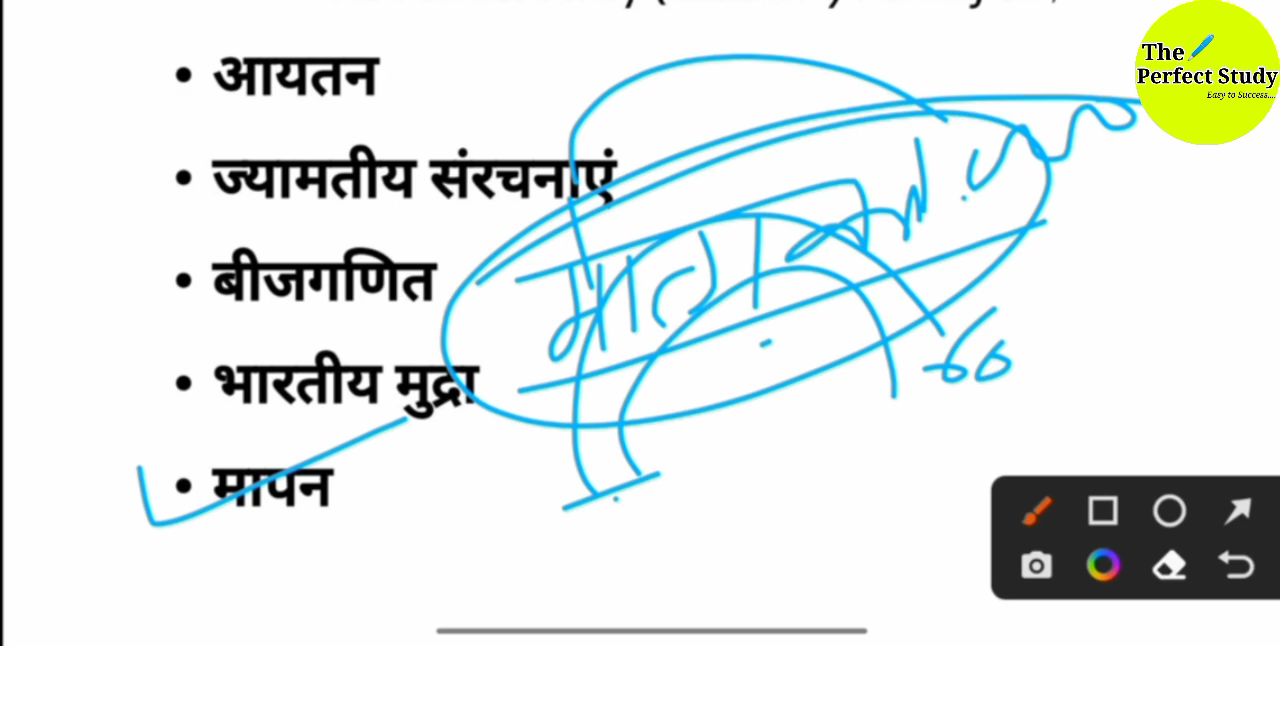 • आयतन
• ज्यामतीय संरचनाएं
• बीजगणित
• भारतीय मुद्रा
• मापन
60
The
Perfect Study
Easy to Success....